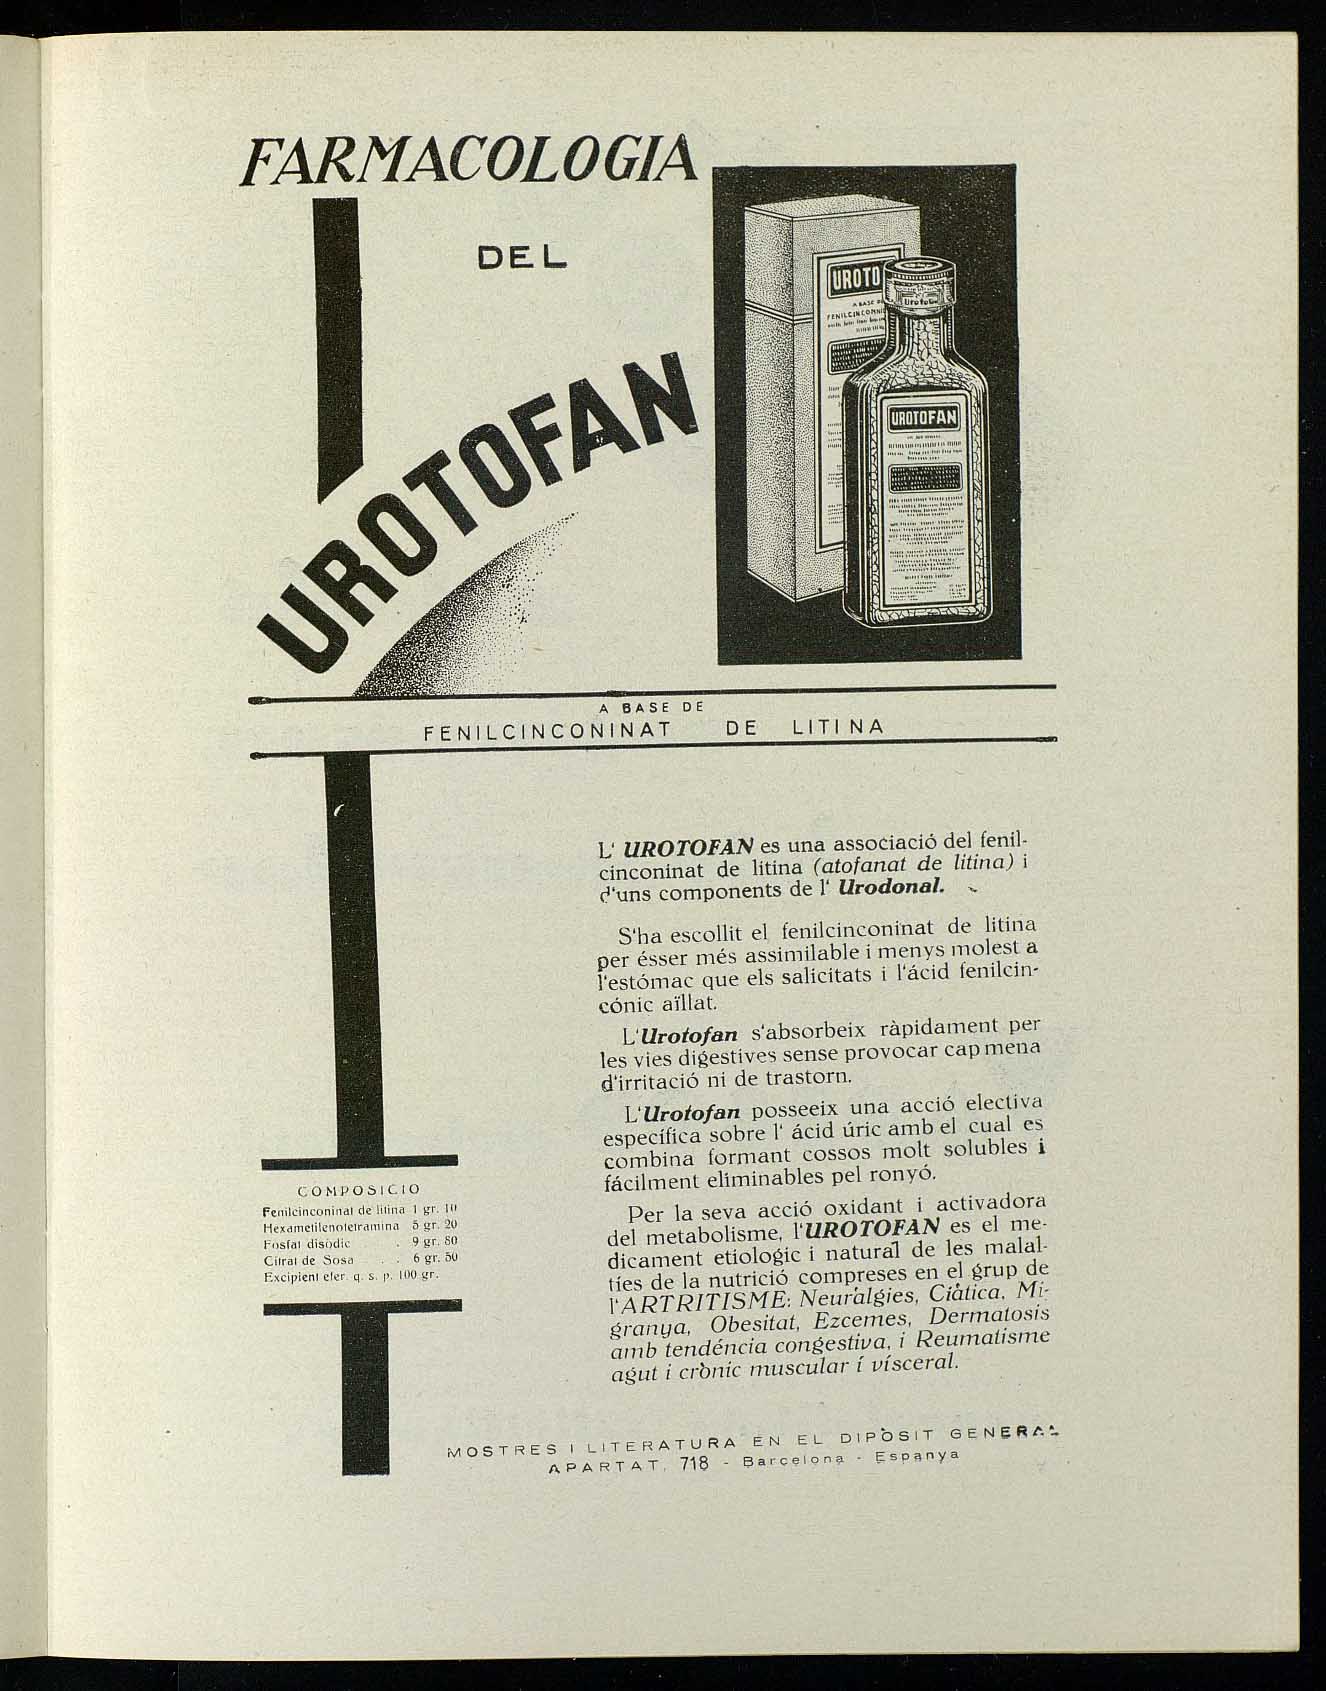 FARMACOLOGIA
DEL
UROTOFAN
UROTO
A BASE DE
FENILCINCONI
UROTOFAN
A BASE DE
FENILCINCONINAT DE LITINA
L' UROTOFAN es una associació del fenil-
cinconinat de litina (atofanat de litina) i
d'uns components de l' Urodonal.
S'ha escollit el fenilcinconinat de litina
per ésser més assimilable i menys molest a
l'estómac que els salicitats i l'ácid fenilcin-
cónic aïllat.
L'Urotofan s'absorbeix ràpidament per
les vies digestives sense provocar cap mena
d'irritació ni de trastorn.
L'Urotofan posseeix una acció electiva
específica sobre l' ácid úric amb el cual es
combina formant cossos molt solubles i
fácilment eliminables pel ronyó.
Per la seva acció oxidant i activadora
del metabolisme, l'UROTOFAN es el me-
dicament etiologic i natural de les malal-
ties de la nutrició compreses en el grup de
l'ARTRITISME: Neuràlgies, Ciàtica, Mi-
granya, Obesitat, Ezcemes, Dermatosis
amb tendéncia congestiva, i Reumatisme
agut i crònic muscular i vísceral.
COMPOSICIO
Fenilcinconinat de litina 1 gr. 10
Hexametilenotetramina 5 gr. 20
Fosfat disòdic . 9 gr. 80
Citrat de Sosa . . 6 gr. 50
Excipient efer. q. s. p. 100 gr.
MOSTRES I LITERATURA EN EL DIPÒSIT GENERAL
APARTAT, 718 - Barcelona - Espanya